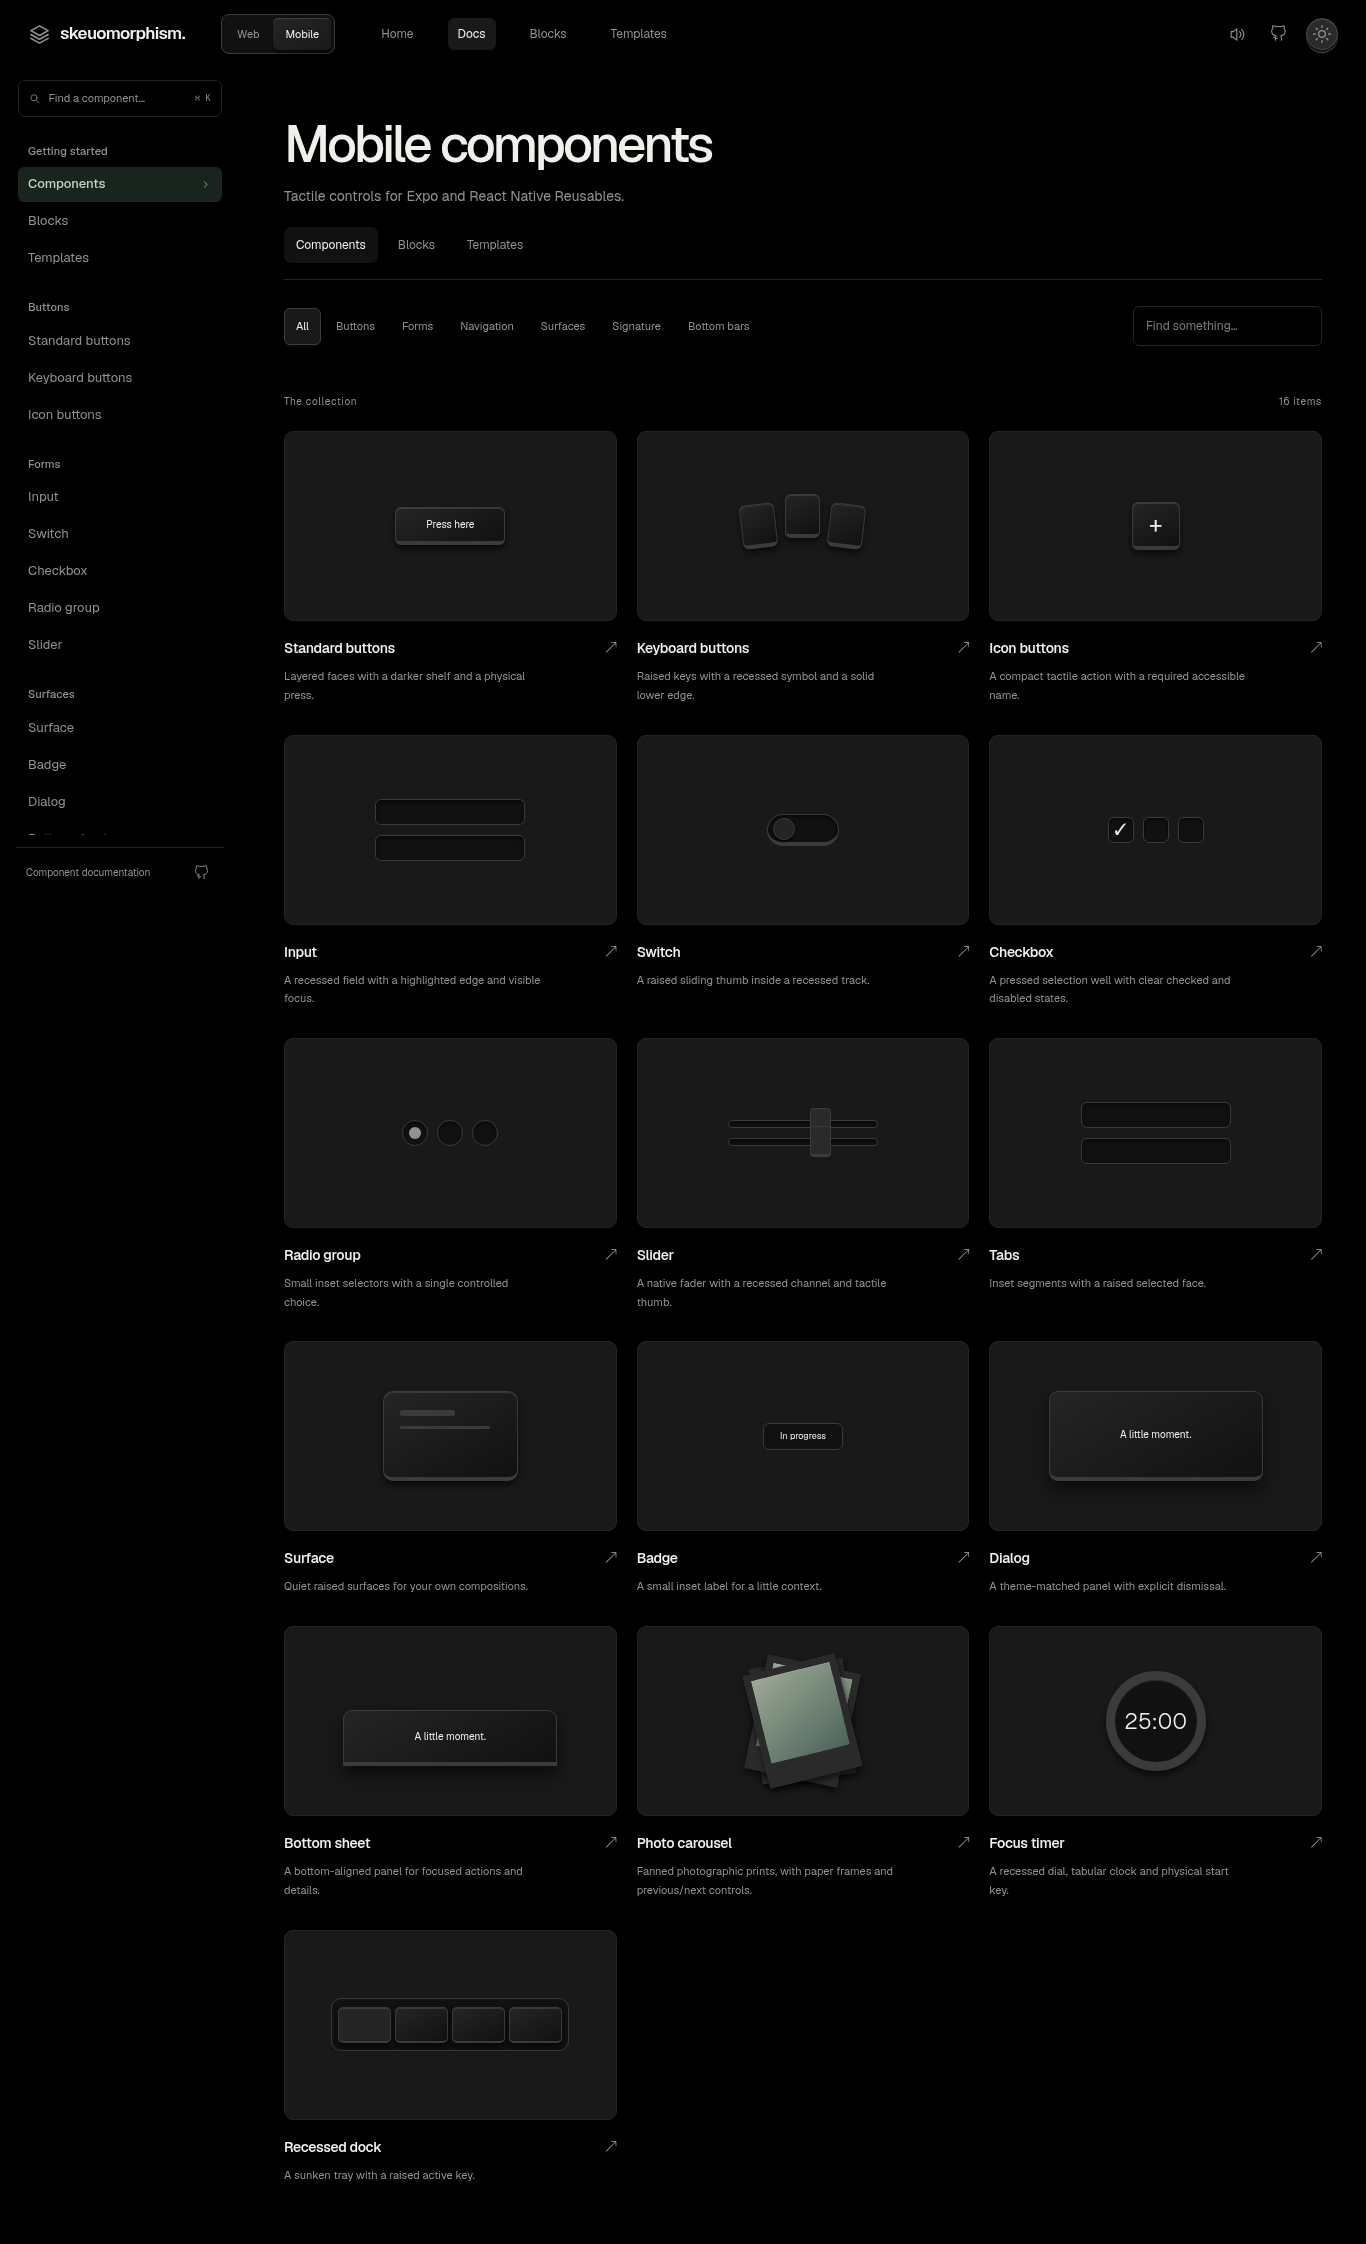 skeuomorphism.
Web
Mobile
Home
Docs
Blocks
Templates
Find a component...
⌘ K
Getting started
Components
Blocks
Templates
Buttons
Standard buttons
Keyboard buttons
Icon buttons
Forms
Input
Switch
Checkbox
Radio group
Slider
Surfaces
Surface
Badge
Dialog
Component documentation
Mobile components
Tactile controls for Expo and React Native Reusables.
Components
Blocks
Templates
All
Buttons
Forms
Navigation
Surfaces
Signature
Bottom bars
Find something...
The collection
16 items
Press here
+
Standard buttons
Layered faces with a darker shelf and a physical
press.
Keyboard buttons
Raised keys with a recessed symbol and a solid
lower edge.
Icon buttons
A compact tactile action with a required accessible
name.
✓
Input
A recessed field with a highlighted edge and visible
focus.
Switch
A raised sliding thumb inside a recessed track.
Checkbox
A pressed selection well with clear checked and
disabled states.
Radio group
Small inset selectors with a single controlled
choice.
Slider
A native fader with a recessed channel and tactile
thumb.
Tabs
Inset segments with a raised selected face.
In progress
A little moment.
Surface
Quiet raised surfaces for your own compositions.
Badge
A small inset label for a little context.
Dialog
A theme-matched panel with explicit dismissal.
A little moment.
25:00
Bottom sheet
A bottom-aligned panel for focused actions and
details.
Photo carousel
Fanned photographic prints, with paper frames and
previous/next controls.
Focus timer
A recessed dial, tabular clock and physical start
key.
Recessed dock
A sunken tray with a raised active key.